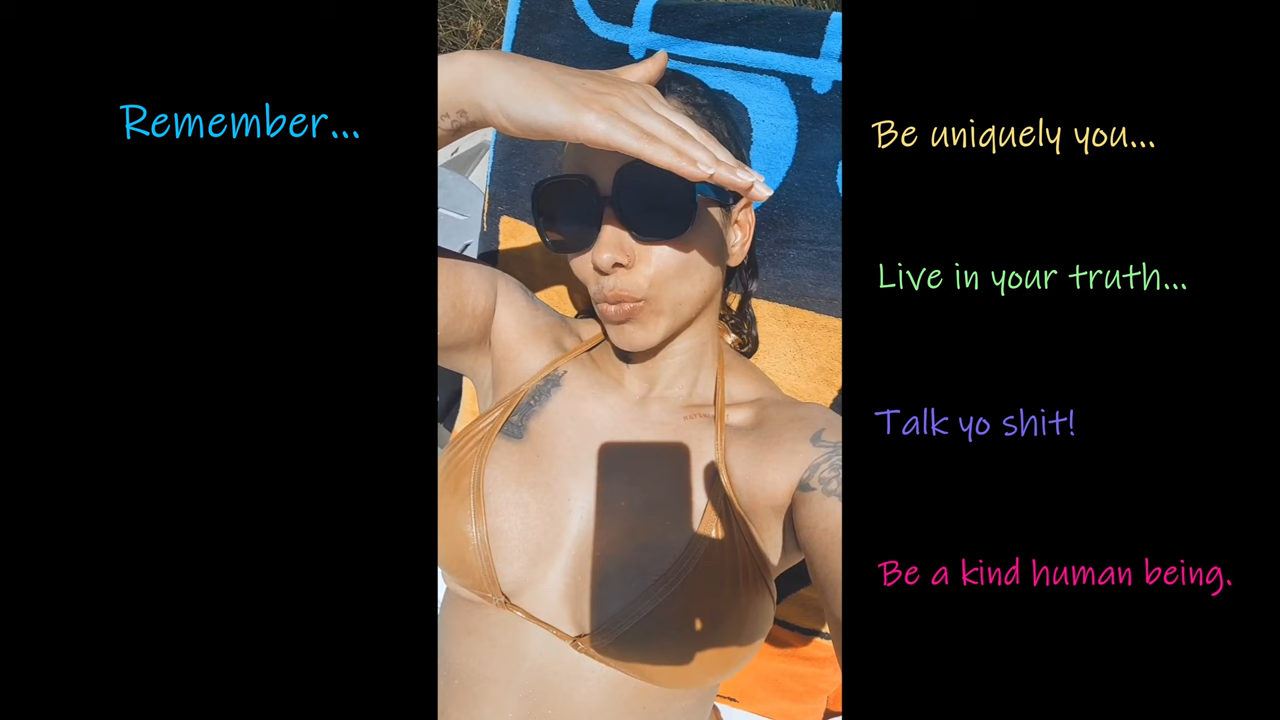 Remember...
Be uniquely you...
Live in your truth...
Talk yo shit!
Be a kind human being.